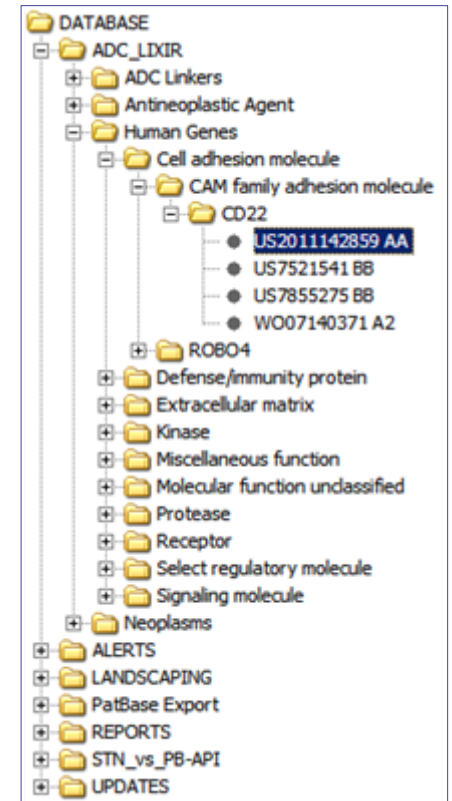 DATABASE
ADC_LIXIR
ADC Linkers
Antineoplastic Agent
Human Genes
Cell adhesion molecule
CAM family adhesion molecule
CD22
US2011142859 AA
US7521541 BB
US7855275 BB
WO07140371 A2
ROBO4
Defense/immunity protein
Extracellular matrix
Kinase
Miscellaneous function
Molecular function unclassified
Protease
Receptor
Select regulatory molecule
Signaling molecule
Neoplasms
ALERTS
LANDSCAPING
PatBase Export
REPORTS
STN_vs_PB-API
UPDATES